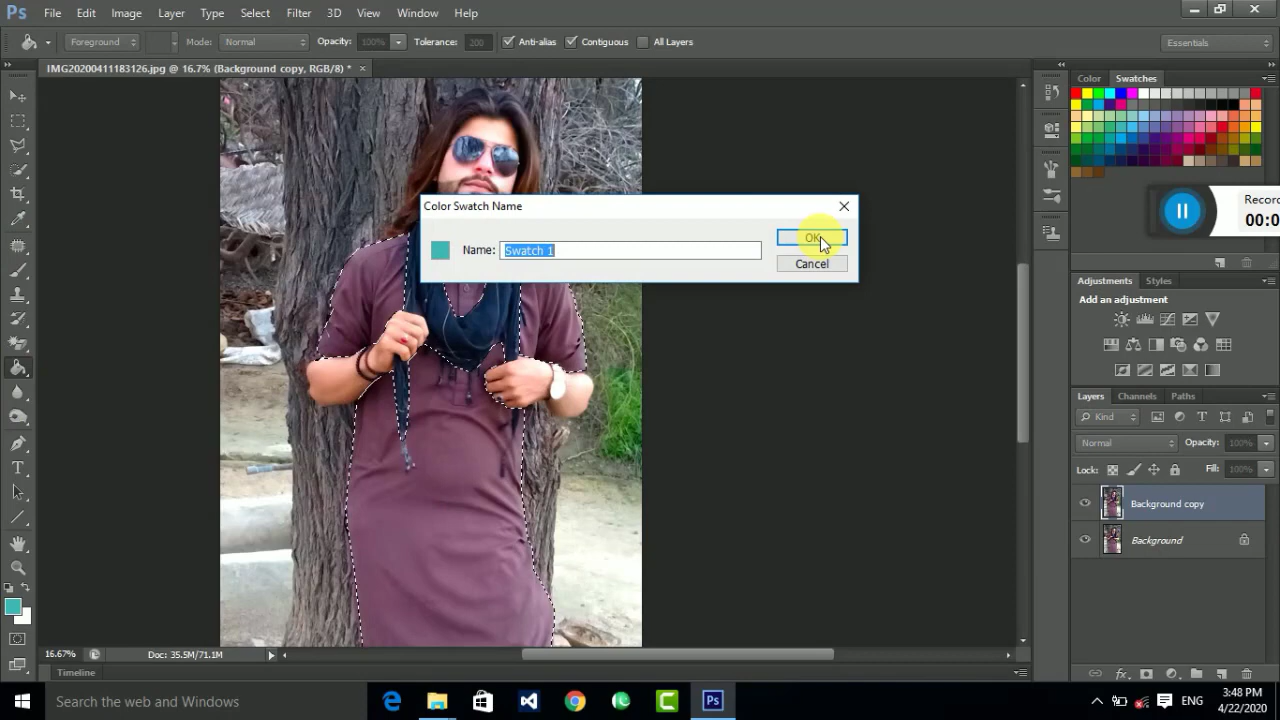 Ps File Edit Image Layer Type Select Filter 3D View Window Help
Foreground Mode: Normal Opacity: 100% Tolerance: 200 Anti-alias Contiguous All Layers Essentials
IMG20200411183126.jpg @ 16.7% (Background copy, RGB/8) * ×
Color Swatches
Color Swatch Name
Name: Swatch 1
OK
Cancel
Recor
00:0
Adjustments Styles
Add an adjustment
Layers Channels Paths
Kind
Normal Opacity: 100%
Lock: Fill: 100%
Background copy
Background
16.67% Doc: 35.5M/71.1M
Timeline
Search the web and Windows
Ps
ENG
3:48 PM
4/22/2020